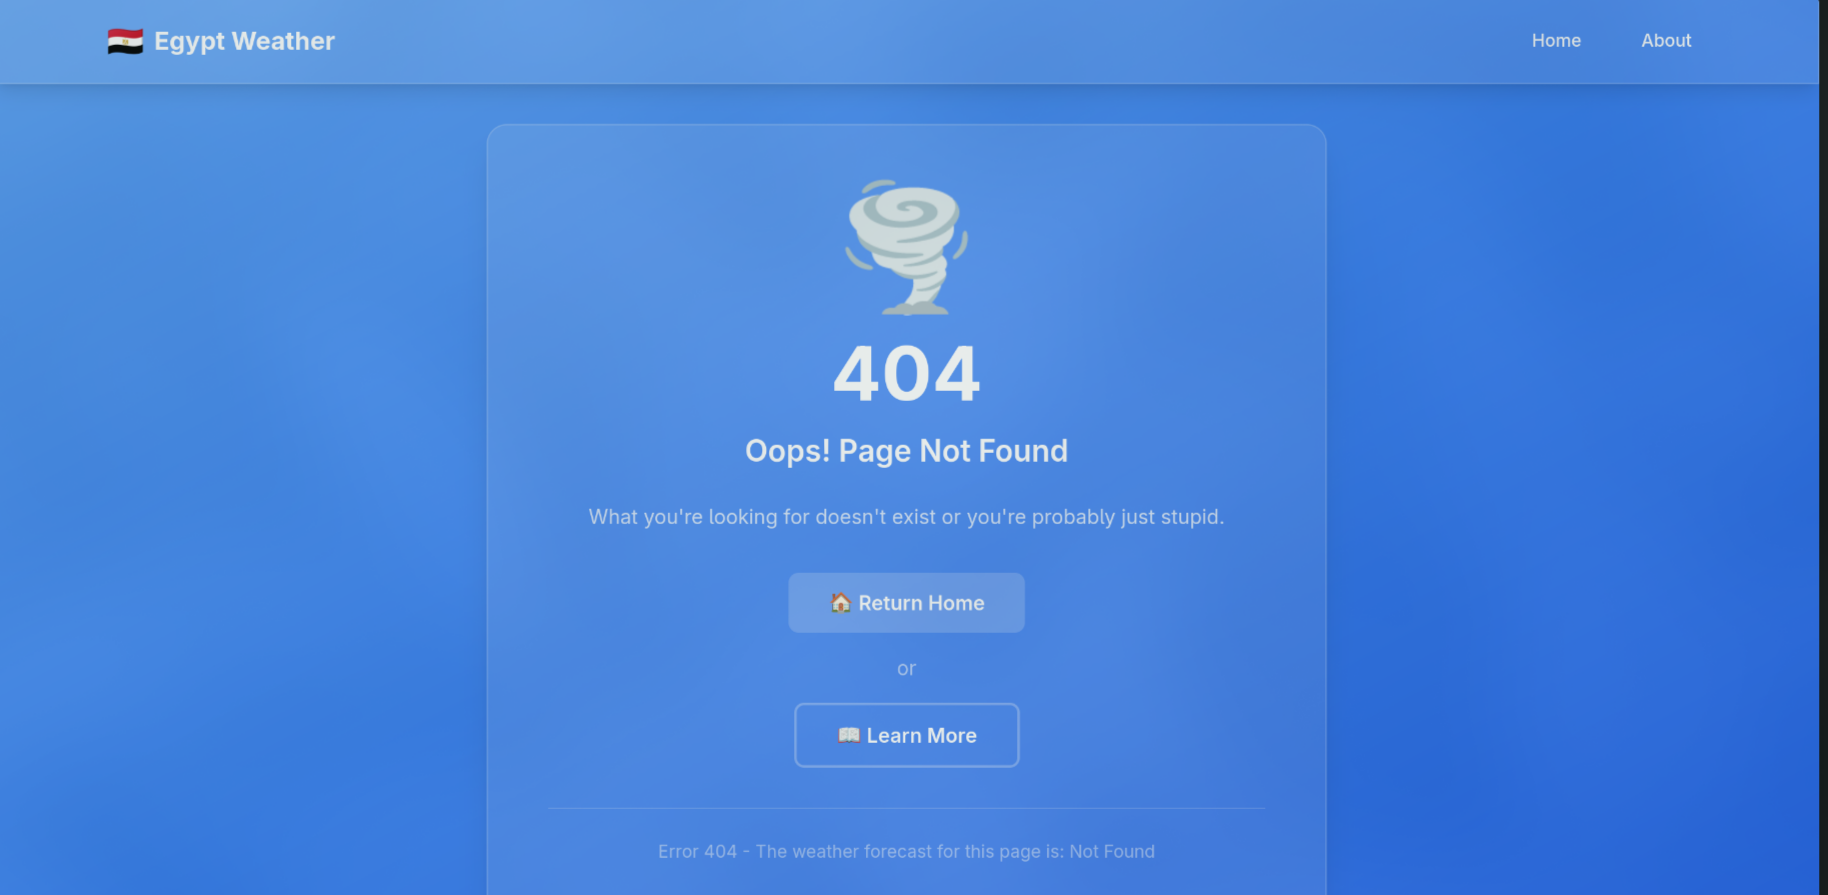 Egypt Weather
Home
About
404
Oops! Page Not Found
What you're looking for doesn't exist or you're probably just stupid.
Return Home
or
Learn More
Error 404 - The weather forecast for this page is: Not Found